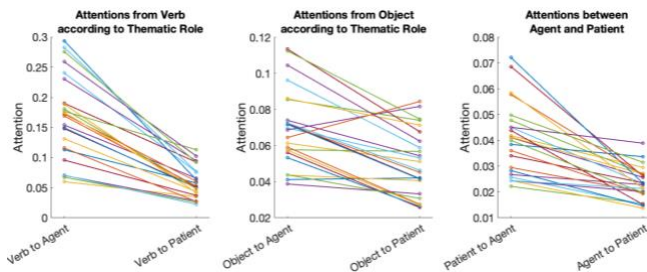 Attentions from Verb
according to Thematic Role
0.3
0.25
0.2
0.15
0.1
0.05
0
Attention
Verb to Agent
Verb to Patient
Attentions from Object
according to Thematic Role
0.12
0.1
0.08
0.06
0.04
0.02
Attention
Object to Agent
Object to Patient
Attentions between
Agent and Patient
0.08
0.07
0.06
0.05
0.04
0.03
0.02
0.01
Attention
Patient to Agent
Agent to Patient